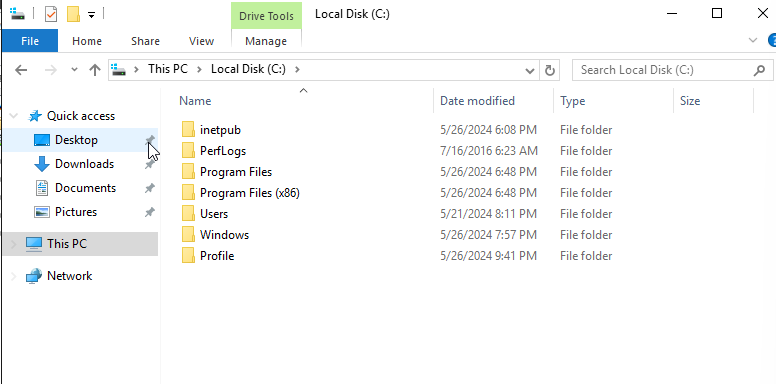 Drive Tools Local Disk (C:)
File Home Share View Manage
This PC Local Disk (C:) Search Local Disk (C:)
Name Date modified Type Size
Quick access
Desktop
Downloads
Documents
Pictures
This PC
Network
inetpub 5/26/2024 6:08 PM File folder
PerfLogs 7/16/2016 6:23 AM File folder
Program Files 5/26/2024 6:48 PM File folder
Program Files (x86) 5/26/2024 6:48 PM File folder
Users 5/21/2024 8:11 PM File folder
Windows 5/26/2024 7:57 PM File folder
Profile 5/26/2024 9:41 PM File folder